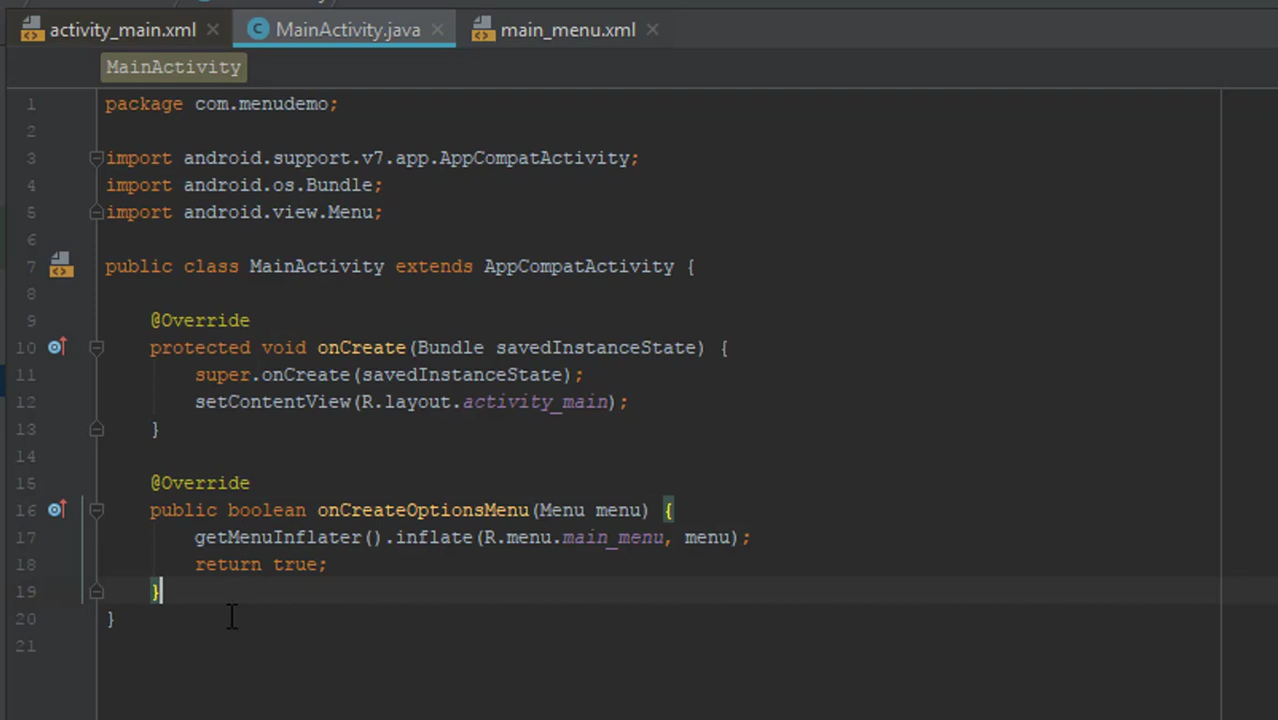 activity_main.xml MainActivity.java main_menu.xml
MainActivity
1 package com.menudemo;
2
3 import android.support.v7.app.AppCompatActivity;
4 import android.os.Bundle;
5 import android.view.Menu;
6
7 public class MainActivity extends AppCompatActivity {
8
9 @Override
10 protected void onCreate(Bundle savedInstanceState) {
11 super.onCreate(savedInstanceState);
12 setContentView(R.layout.activity_main);
13 }
14
15 @Override
16 public boolean onCreateOptionsMenu(Menu menu) {
17 getMenuInflater().inflate(R.menu.main_menu, menu);
18 return true;
19 }
20 }
21